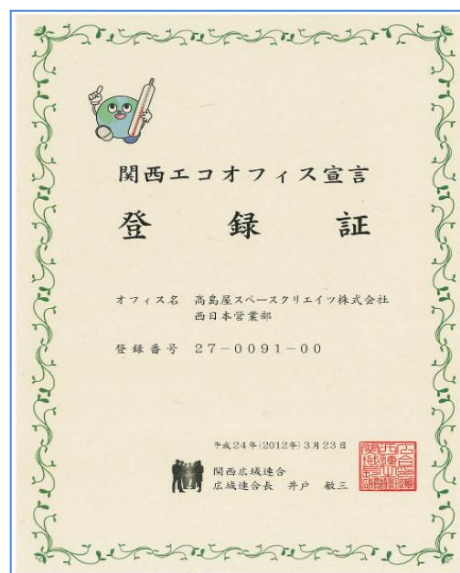 関西エコオフィス宣言
登録証
オフィス名 高島屋スペースクリエイツ株式会社
西日本営業部
登録番号 27-0091-00
平成24年(2012年)3月23日
関西広域連合
広域連合長 井戸 敏三